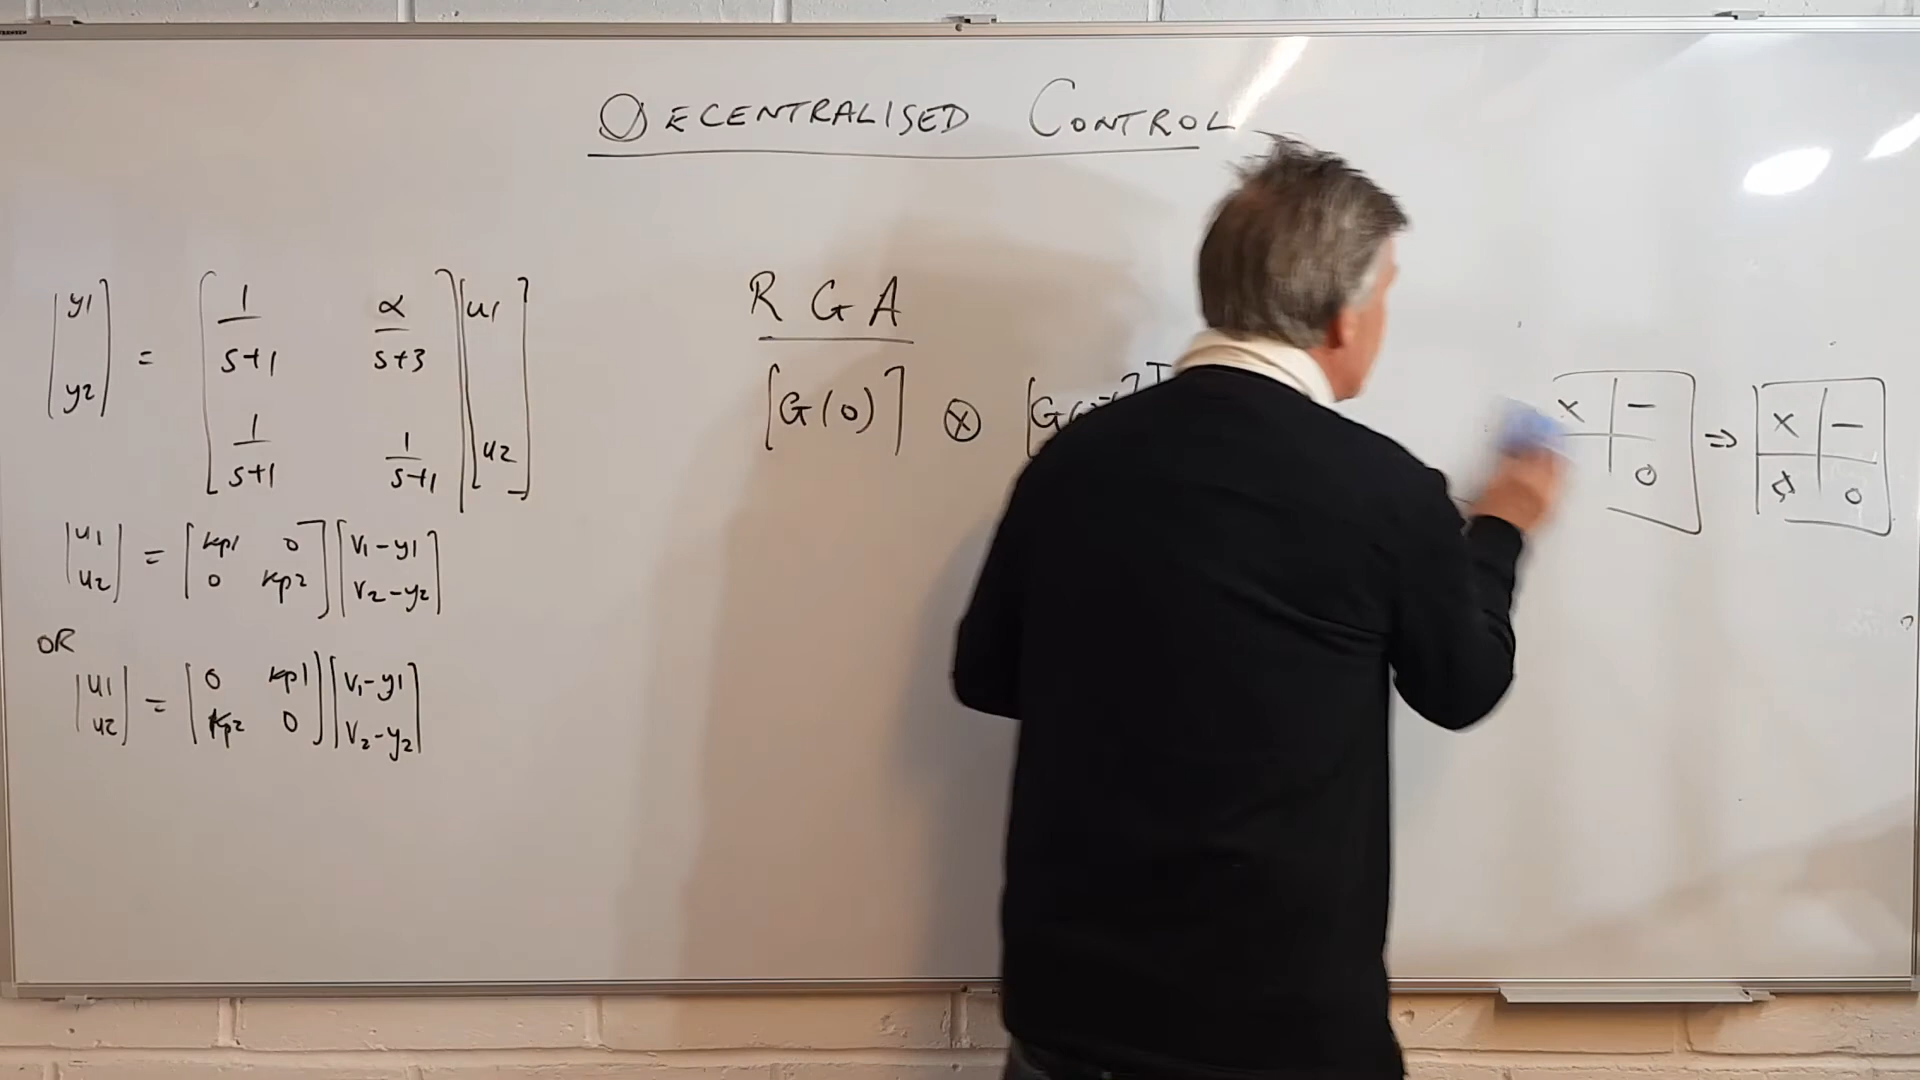 DECENTRALISED CONTROL
[y1 y2] = [1/(s+1) α/(s+3); 1/(s+1) 1/(s+1)] [u1 u2]
[u1 u2] = [kp1 0; 0 kp2] [v1-y1; v2-y2]
OR
[u1 u2] = [0 kp1; kp2 0] [v1-y1; v2-y2]
RGA
[G(0)] ⊗ [G
x - 0 ⇒ x - 0